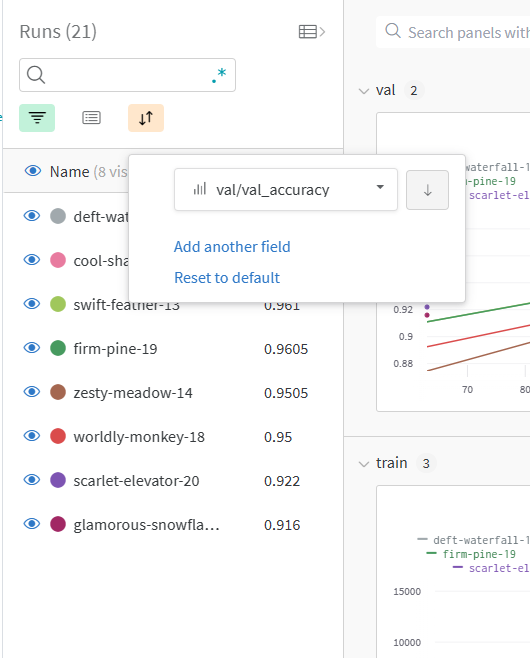 Runs (21)
.*
Name (8 vis
val/val_accuracy
Add another field
Reset to default
deft-wat
cool-sha
swift-feather-13 0.961
firm-pine-19 0.9605
zesty-meadow-14 0.9505
worldly-monkey-18 0.95
scarlet-elevator-20 0.922
glamorous-snowfla… 0.916
Search panels with
val 2
waterfall-1
-pine-19
scarlet-el
0.92
0.9
0.88
70 80
train 3
deft-waterfall-1
firm-pine-19
scarlet-el
15000
10000